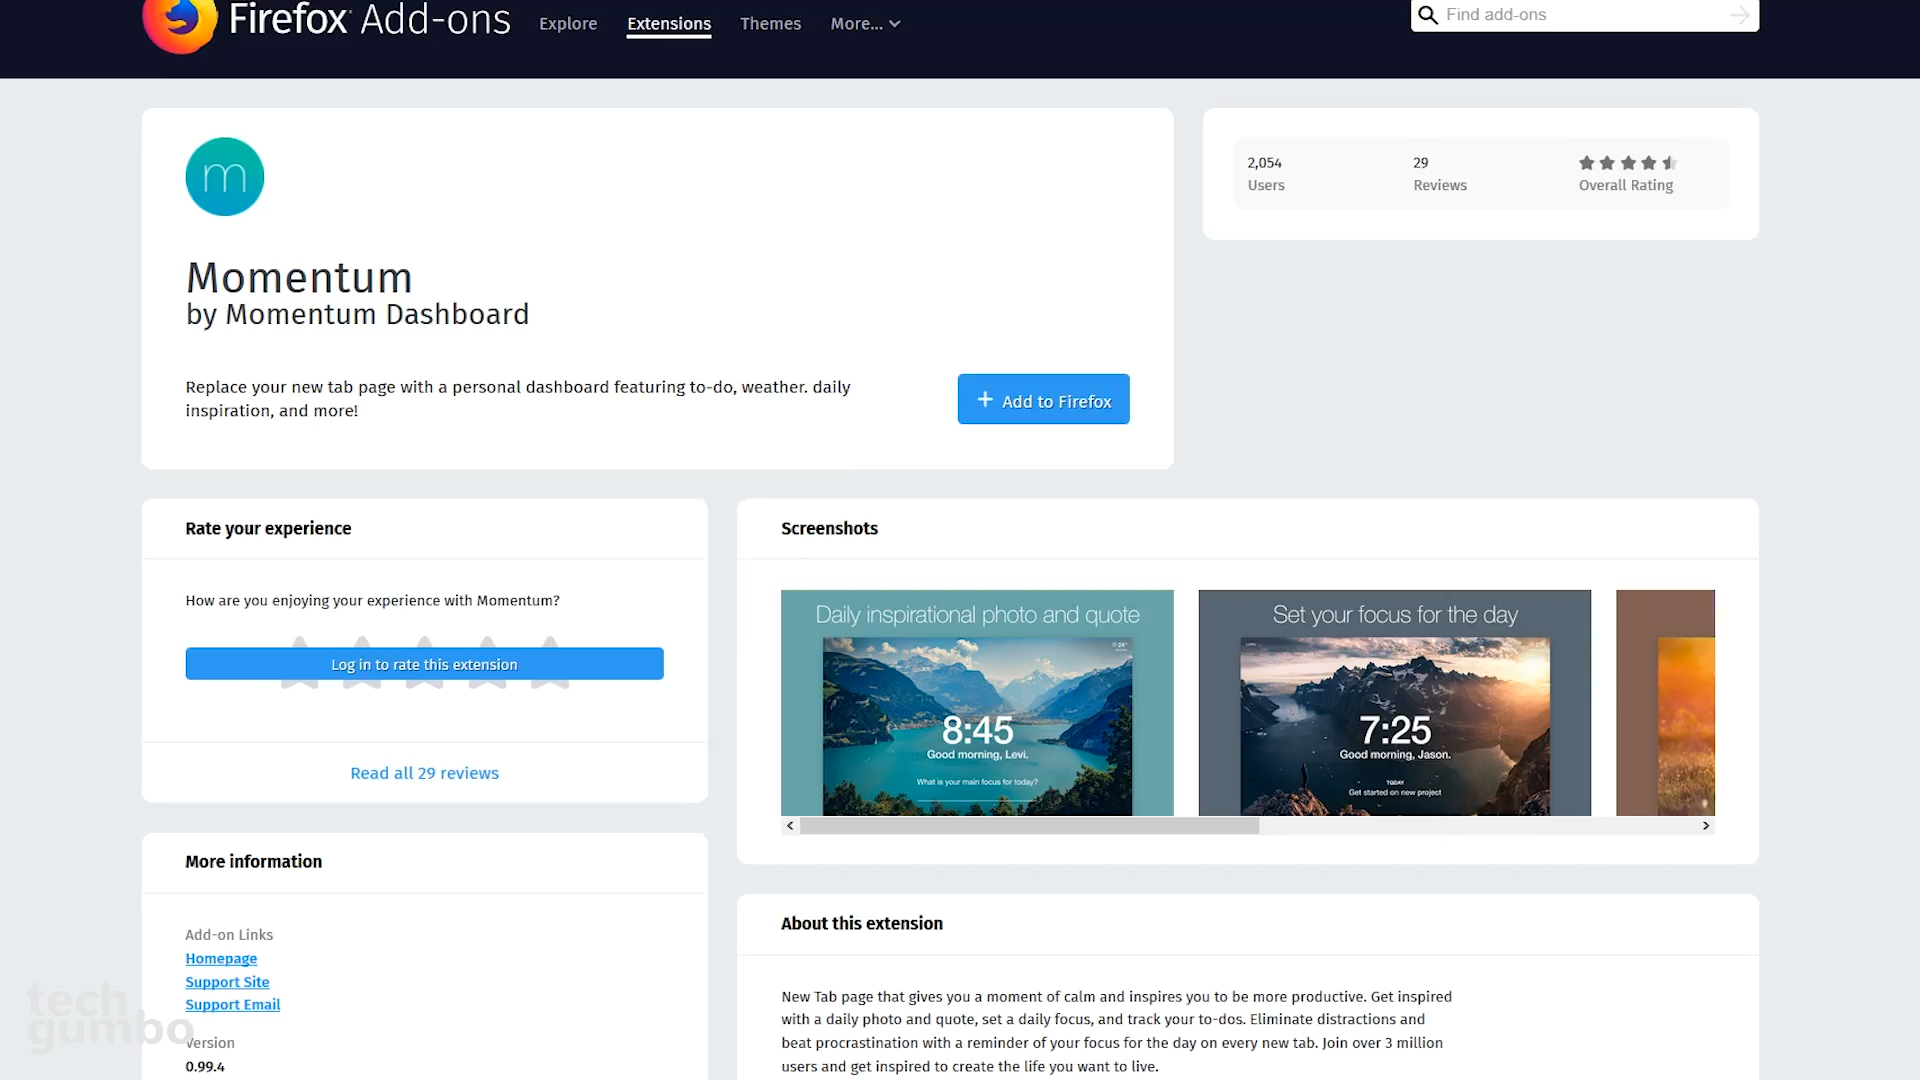 Firefox Add-ons
Explore
Extensions
Themes
More...
Find add-ons
m
Momentum
by Momentum Dashboard
Replace your new tab page with a personal dashboard featuring to-do, weather. daily
inspiration, and more!
Add to Firefox
2,054
Users
29
Reviews
Overall Rating
Rate your experience
How are you enjoying your experience with Momentum?
Log in to rate this extension
Read all 29 reviews
Screenshots
Daily inspirational photo and quote
8:45
Good morning, Levi.
What is your main focus for today?
Set your focus for the day
7:25
Good morning, Jason.
TODAY
Get started on new project
More information
Add-on Links
Homepage
Support Site
Support Email
Version
0.99.4
About this extension
New Tab page that gives you a moment of calm and inspires you to be more productive. Get inspired
with a daily photo and quote, set a daily focus, and track your to-dos. Eliminate distractions and
beat procrastination with a reminder of your focus for the day on every new tab. Join over 3 million
users and get inspired to create the life you want to live.
tech
gumbo